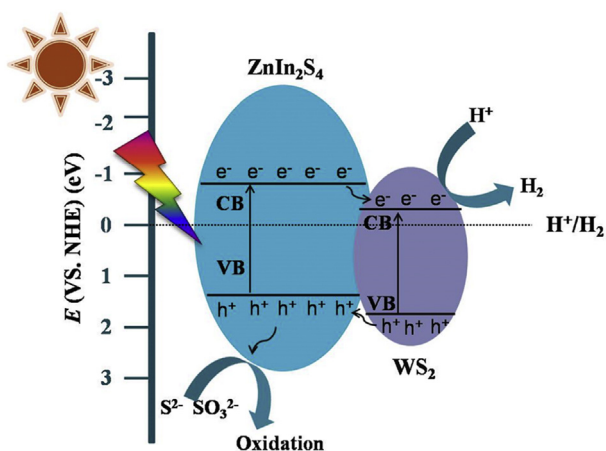 ZnIn₂S₄
-3
-2
-1
0
1
2
3
E (VS. NHE) (eV)
e⁻ e⁻ e⁻ e⁻ e⁻
CB
VB
h⁺ h⁺ h⁺ h⁺ h⁺
e⁻ e⁻ e⁻
CB
VB
h⁺ h⁺ h⁺
WS₂
H⁺
H₂
H⁺/H₂
S²⁻ SO₃²⁻
Oxidation